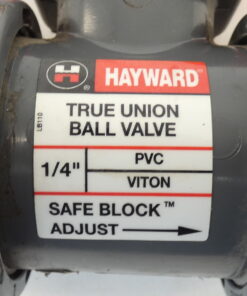 H ® HAYWARD
TRUE UNION
BALL VALVE
LB110
1/4" PVC
VITON
SAFE BLOCK™
ADJUST